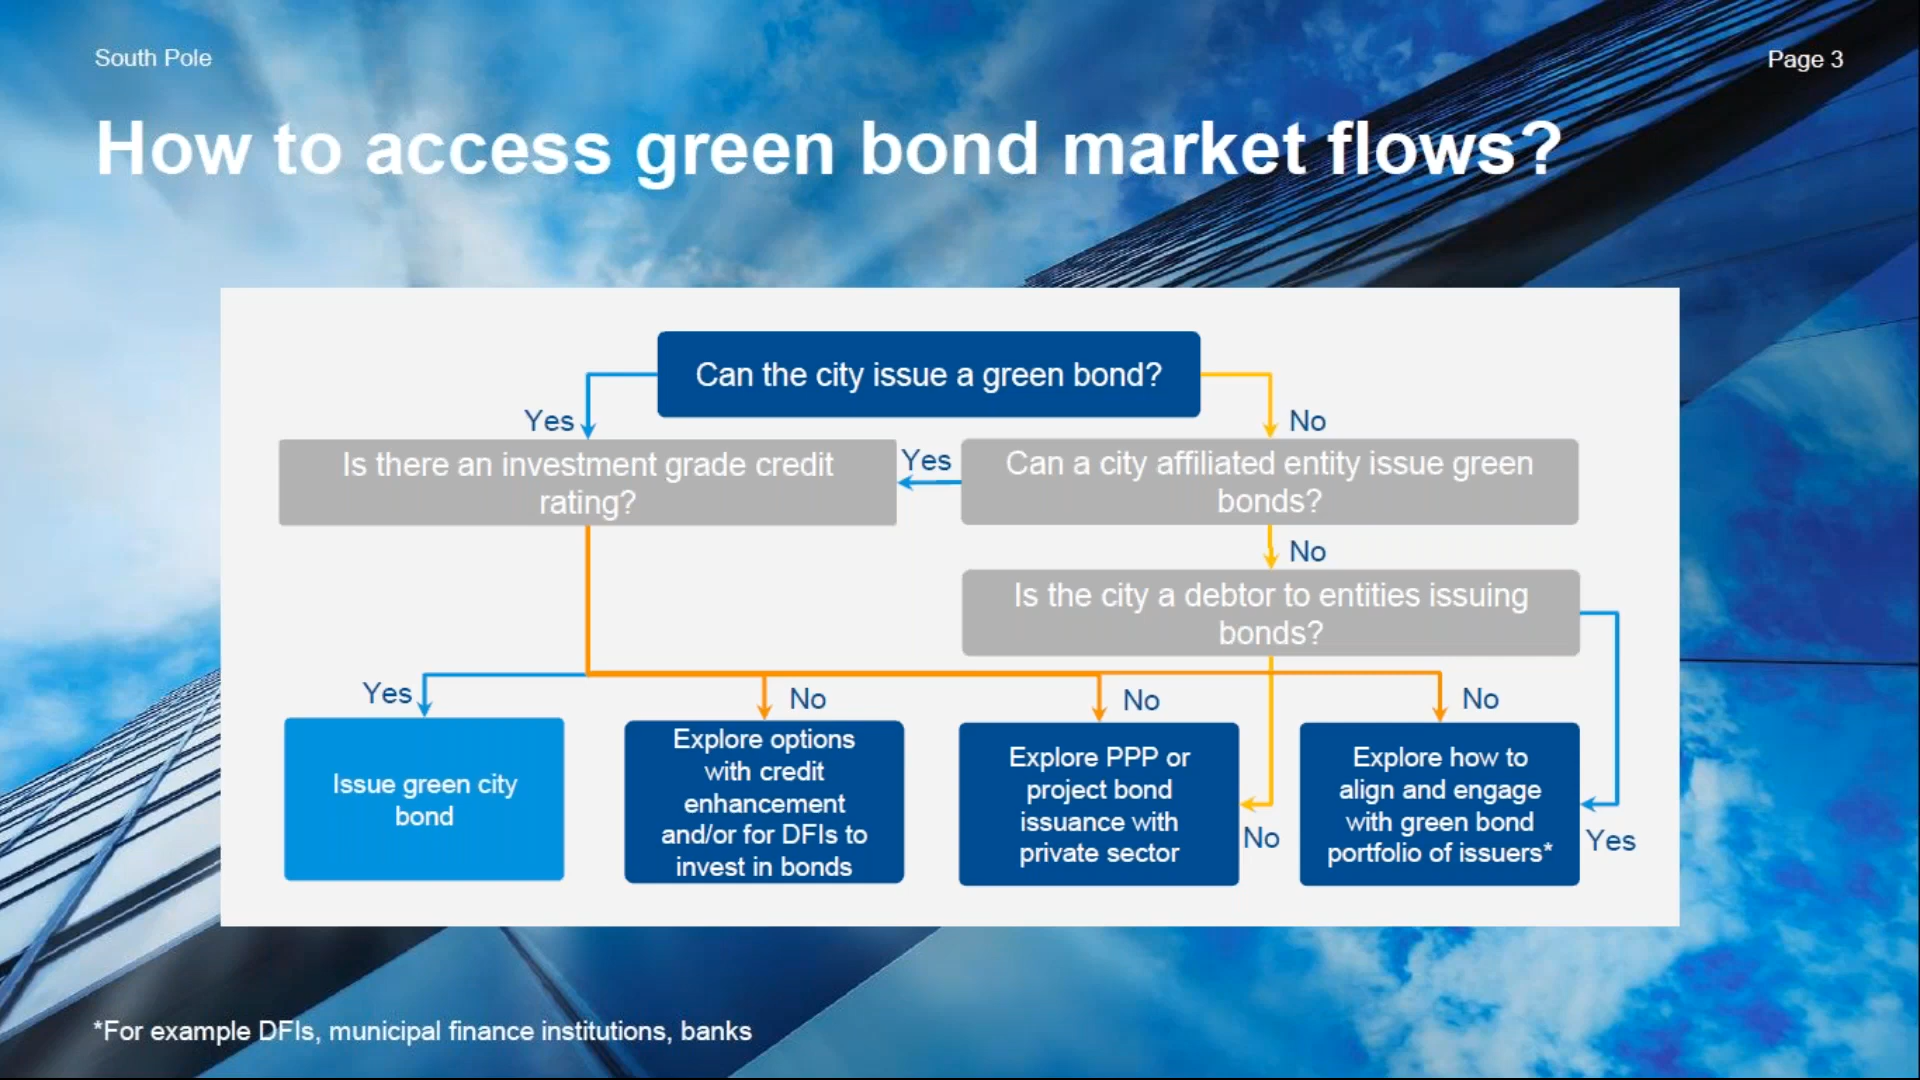 South Pole
Page 3
How to access green bond market flows?
Can the city issue a green bond?
Yes
No
Is there an investment grade credit
rating?
Yes
Can a city affiliated entity issue green
bonds?
No
Is the city a debtor to entities issuing
bonds?
Yes
No
No
No
Issue green city
bond
Explore options
with credit
enhancement
and/or for DFIs to
invest in bonds
Explore PPP or
project bond
issuance with
private sector
No
Explore how to
align and engage
with green bond
portfolio of issuers*
Yes
*For example DFIs, municipal finance institutions, banks